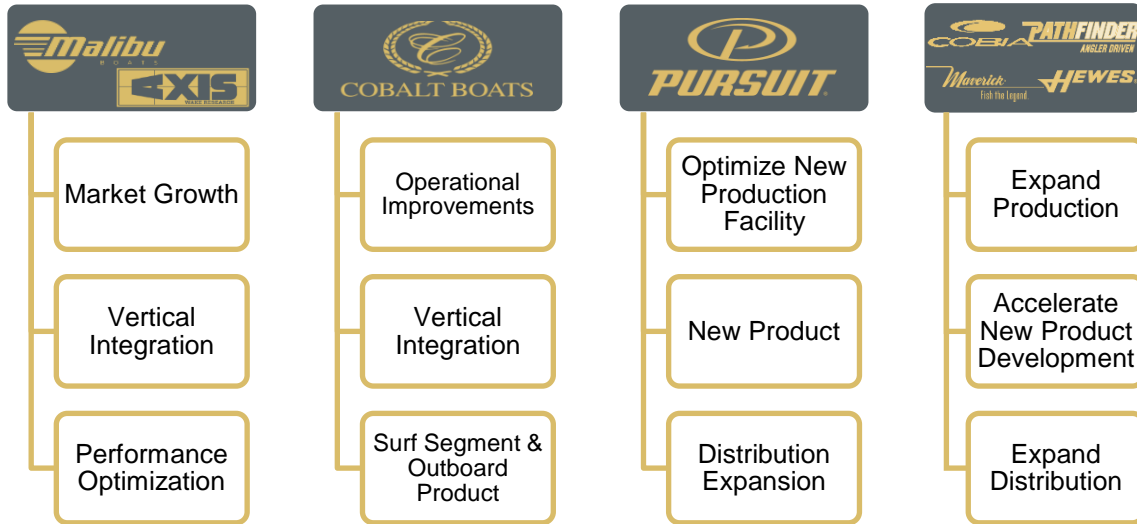 Malibu
BOATS
AXIS
WAKE RESEARCH
Market Growth
Vertical
Integration
Performance
Optimization
C
COBALT BOATS
Operational
Improvements
Vertical
Integration
Surf Segment &
Outboard
Product
P
PURSUIT®
Optimize New
Production
Facility
New Product
Distribution
Expansion
COBIA
PATHFINDER
ANGLER DRIVEN
Maverick
Fish the Legend.
HEWES
Expand
Production
Accelerate
New Product
Development
Expand
Distribution